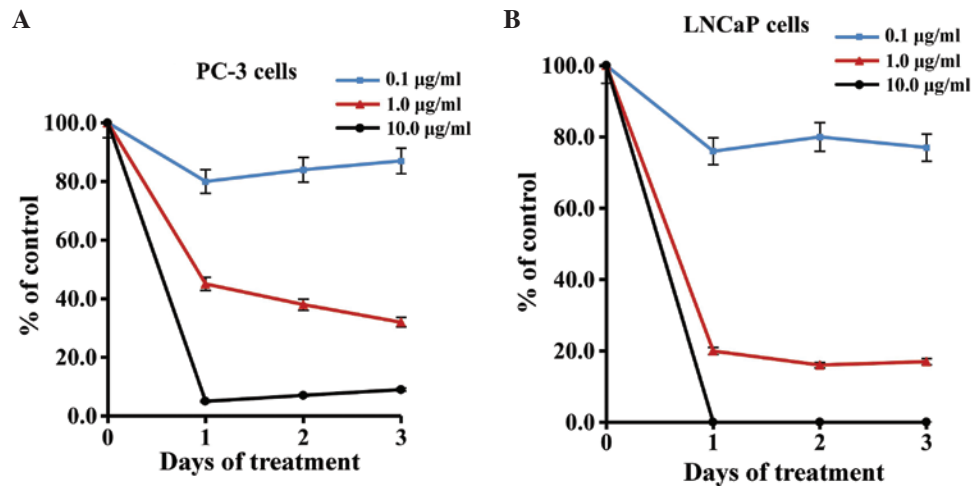 A
PC-3 cells
0.1 µg/ml
1.0 µg/ml
10.0 µg/ml
100.0
80.0
60.0
40.0
20.0
0.0
% of control
0 1 2 3
Days of treatment
B
LNCaP cells
0.1 µg/ml
1.0 µg/ml
10.0 µg/ml
100.0
80.0
60.0
40.0
20.0
0.0
% of control
0 1 2 3
Days of treatment